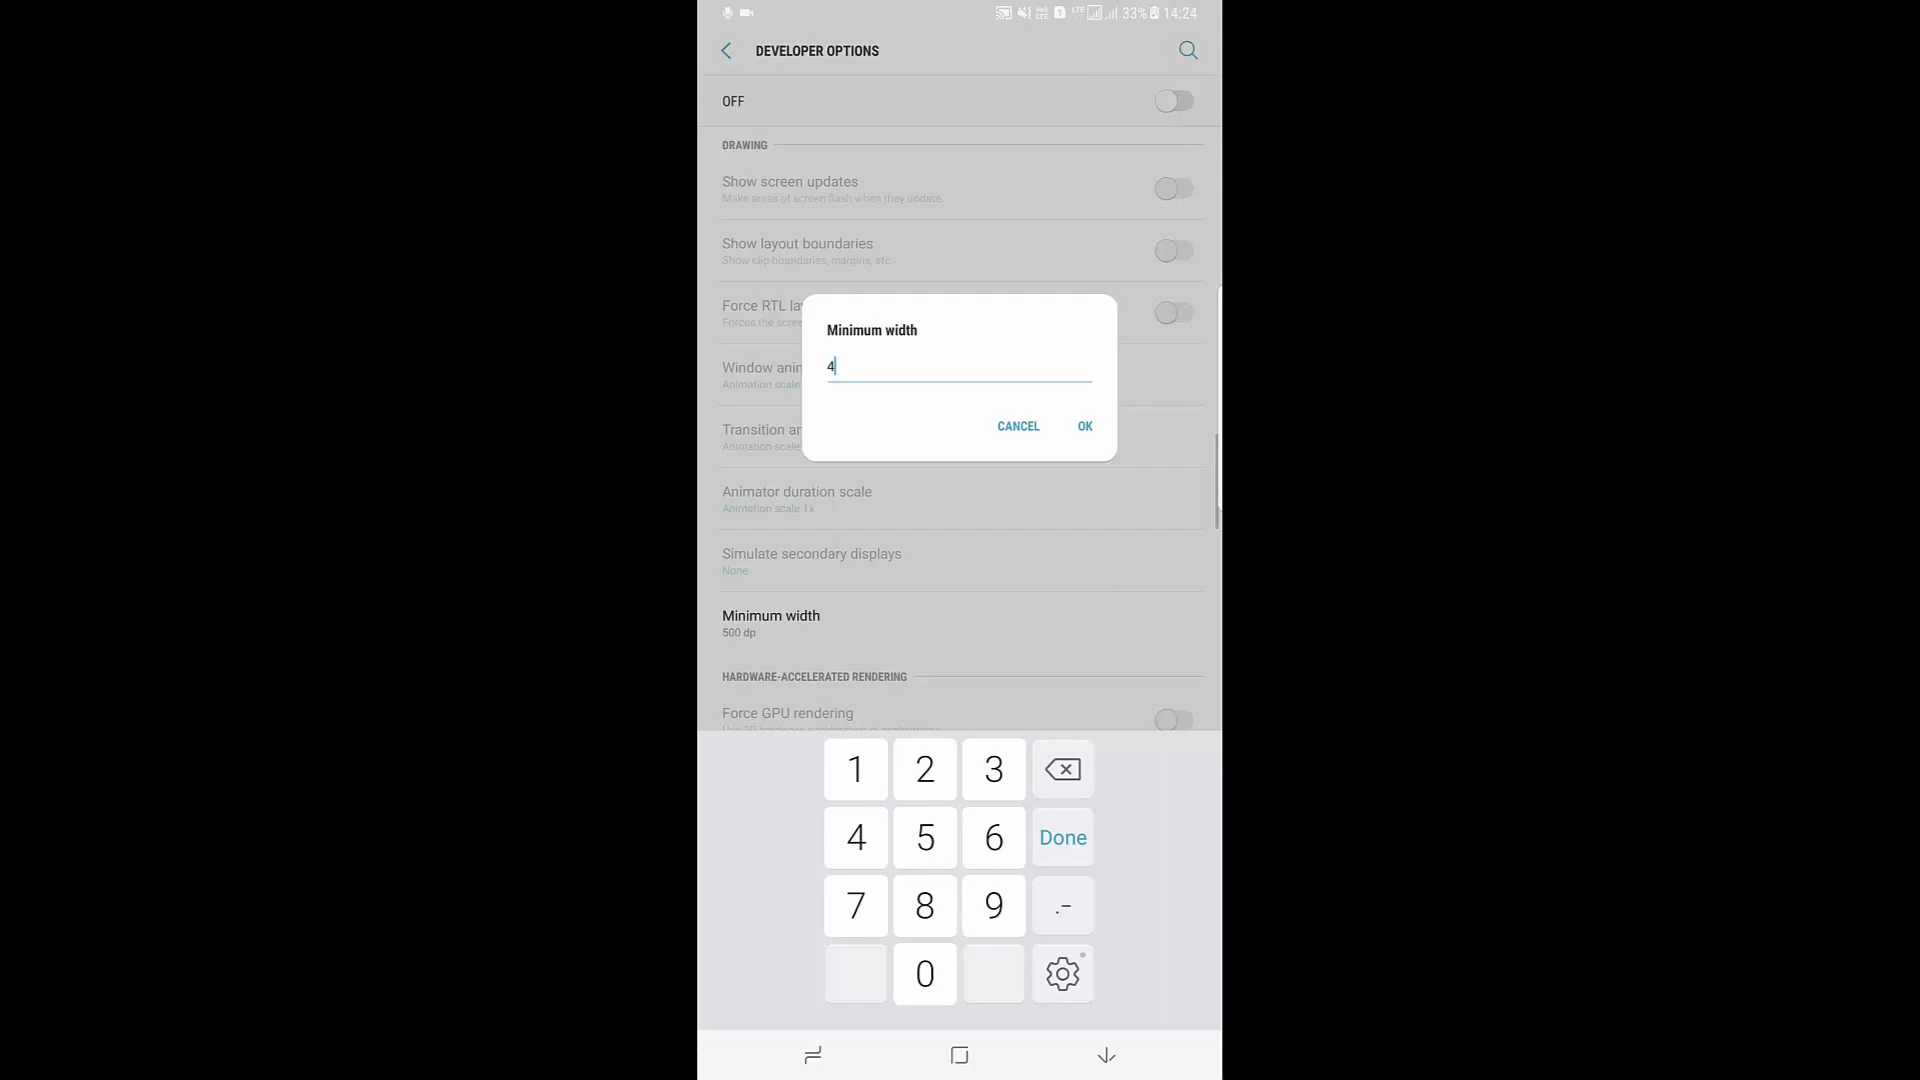 33% 14:24
DEVELOPER OPTIONS
OFF
DRAWING
Show screen updates
Make areas of screen flash when they update.
Show layout boundaries
Show clip boundaries, margins, etc.
Force RTL la
Forces the scree
Window anin
Animation scale
Transition ar
Animation scale
Minimum width
4
CANCEL OK
Animator duration scale
Animation scale 1x
Simulate secondary displays
None
Minimum width
500 dp
HARDWARE-ACCELERATED RENDERING
Force GPU rendering
1 2 3
4 5 6 Done
7 8 9 .-
0